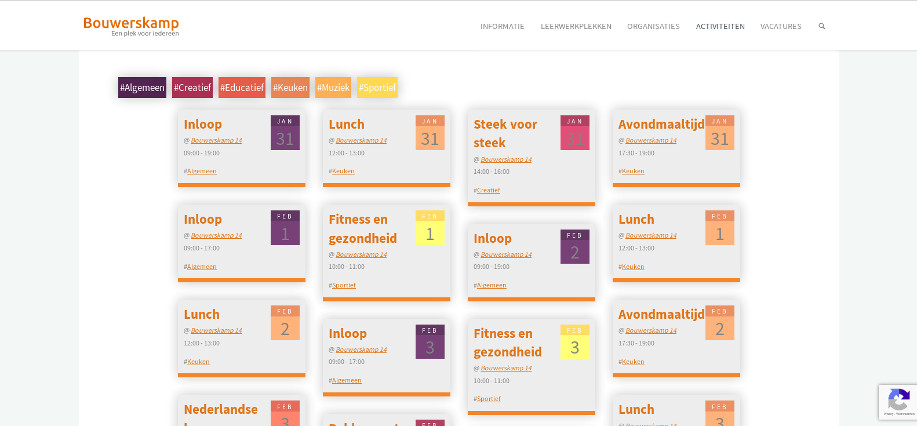 Bouwerskamp
Een plek voor iedereen
INFORMATIE LEERWERKPLEKKEN ORGANISATIES ACTIVITEITEN VACATURES
#Algemeen #Creatief #Educatief #Keuken #Muziek #Sportief
Inloop
JAN
31
@ Bouwerskamp 14
09:00 - 19:00
#Algemeen
Lunch
JAN
31
@ Bouwerskamp 14
12:00 - 13:00
#Keuken
Steek voor
steek
JAN
31
@ Bouwerskamp 14
14:00 - 16:00
#Creatief
Avondmaaltijd
JAN
31
@ Bouwerskamp 14
17:30 - 19:00
#Keuken
Inloop
FEB
1
@ Bouwerskamp 14
09:00 - 17:00
#Algemeen
Fitness en
gezondheid
FEB
1
@ Bouwerskamp 14
10:00 - 11:00
#Sportief
Inloop
FEB
2
@ Bouwerskamp 14
09:00 - 19:00
#Algemeen
Lunch
FEB
1
@ Bouwerskamp 14
12:00 - 13:00
#Keuken
Lunch
FEB
2
@ Bouwerskamp 14
12:00 - 13:00
#Keuken
Inloop
FEB
3
@ Bouwerskamp 14
09:00 - 17:00
#Algemeen
Fitness en
gezondheid
FEB
3
@ Bouwerskamp 14
10:00 - 11:00
#Sportief
Avondmaaltijd
FEB
2
@ Bouwerskamp 14
17:30 - 19:00
#Keuken
Nederlandse
FEB
3
FEB
Lunch
FEB
3